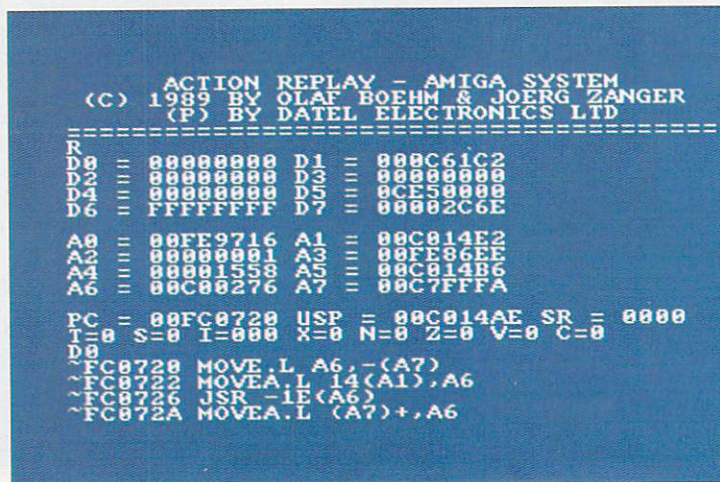 ACTION REPLAY - AMIGA SYSTEM
(C) 1989 BY OLAF BOEHM & JOERG ZANGER
(P) BY DATEL ELECTRONICS LTD
================================================
R
D0 = 00000000 D1 = 000C61C2
D2 = 00000000 D3 = 00000000
D4 = 00000000 D5 = 0CE50000
D6 = FFFFFFFF D7 = 00002C6E
A0 = 00FE9716 A1 = 00C014E2
A2 = 00000001 A3 = 00FE86EE
A4 = 00001558 A5 = 00C014B6
A6 = 00C00276 A7 = 00C7FFFA
PC = 00FC0720 USP = 00C014AE SR = 0000
T=0 S=0 I=000 X=0 N=0 Z=0 V=0 C=0
D0
~FC0720 MOVE.L A6,-(A7)
~FC0722 MOVEA.L 14(A1),A6
~FC0726 JSR -1E(A6)
~FC072A MOVEA.L (A7)+,A6